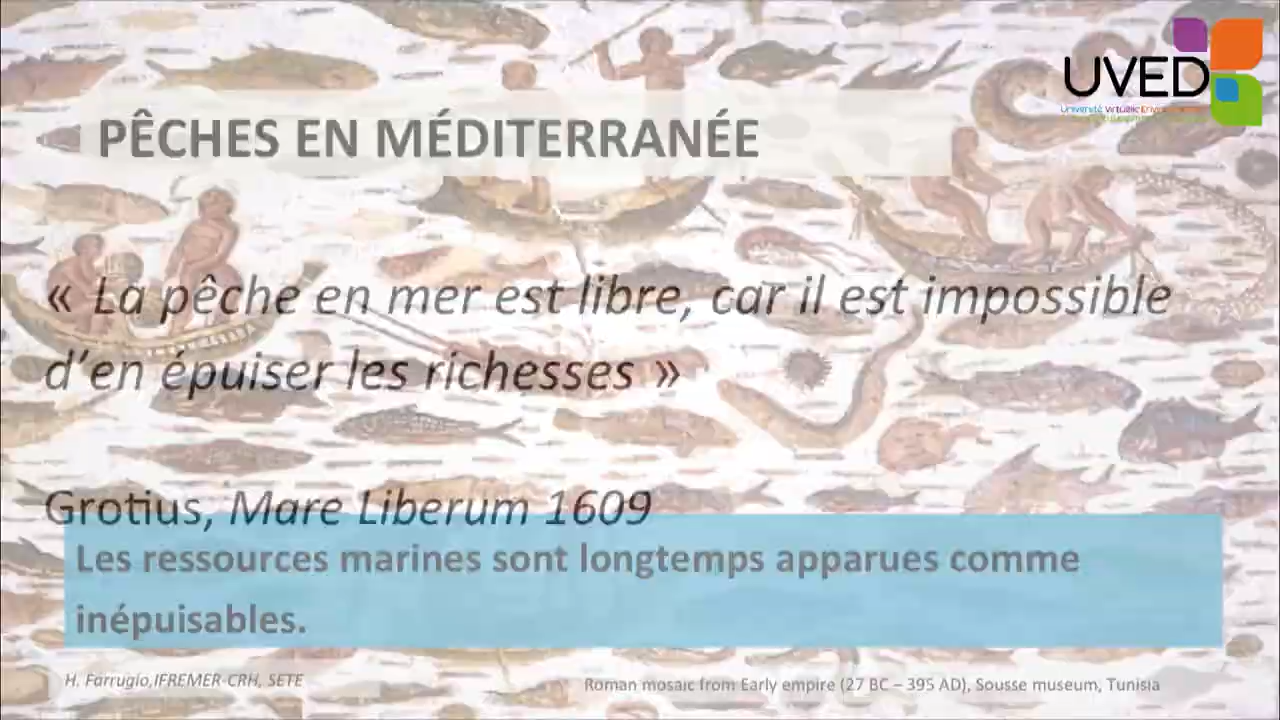 UVED
PÊCHES EN MÉDITERRANÉE
« La pêche en mer est libre, car il est impossible
d’en épuiser les richesses »
Grotius, Mare Liberum 1609
Les ressources marines sont longtemps apparues comme
inépuisables.
H. Farrugio,IFREMER-CRH, SETE
Roman mosaic from Early empire (27 BC – 395 AD), Sousse museum, Tunisia